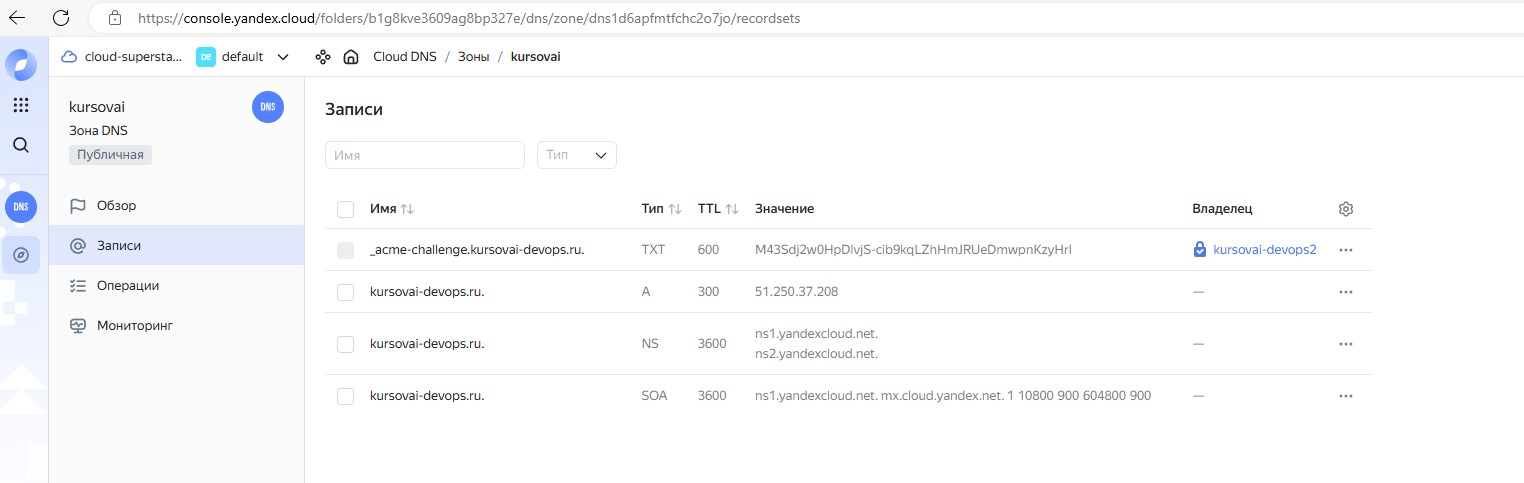 https://console.yandex.cloud/folders/b1g8kve3609ag8bp327e/dns/zone/dns1d6apfmtfchc2o7jo/recordsets
cloud-supersta... DE default Cloud DNS / Зоны / kursovai
kursovai
DNS
Зона DNS
Публичная
DNS
Обзор
Записи
Операции
Мониторинг
Записи
Имя Тип
Имя Тип TTL Значение Владелец
_acme-challenge.kursovai-devops.ru. TXT 600 M43Sdj2w0HpDlvjS-cib9kqLZhHmJRUeDmwpnKzyHrI kursovai-devops2
kursovai-devops.ru. A 300 51.250.37.208 —
kursovai-devops.ru. NS 3600 ns1.yandexcloud.net. —
ns2.yandexcloud.net.
kursovai-devops.ru. SOA 3600 ns1.yandexcloud.net. mx.cloud.yandex.net. 1 10800 900 604800 900 —